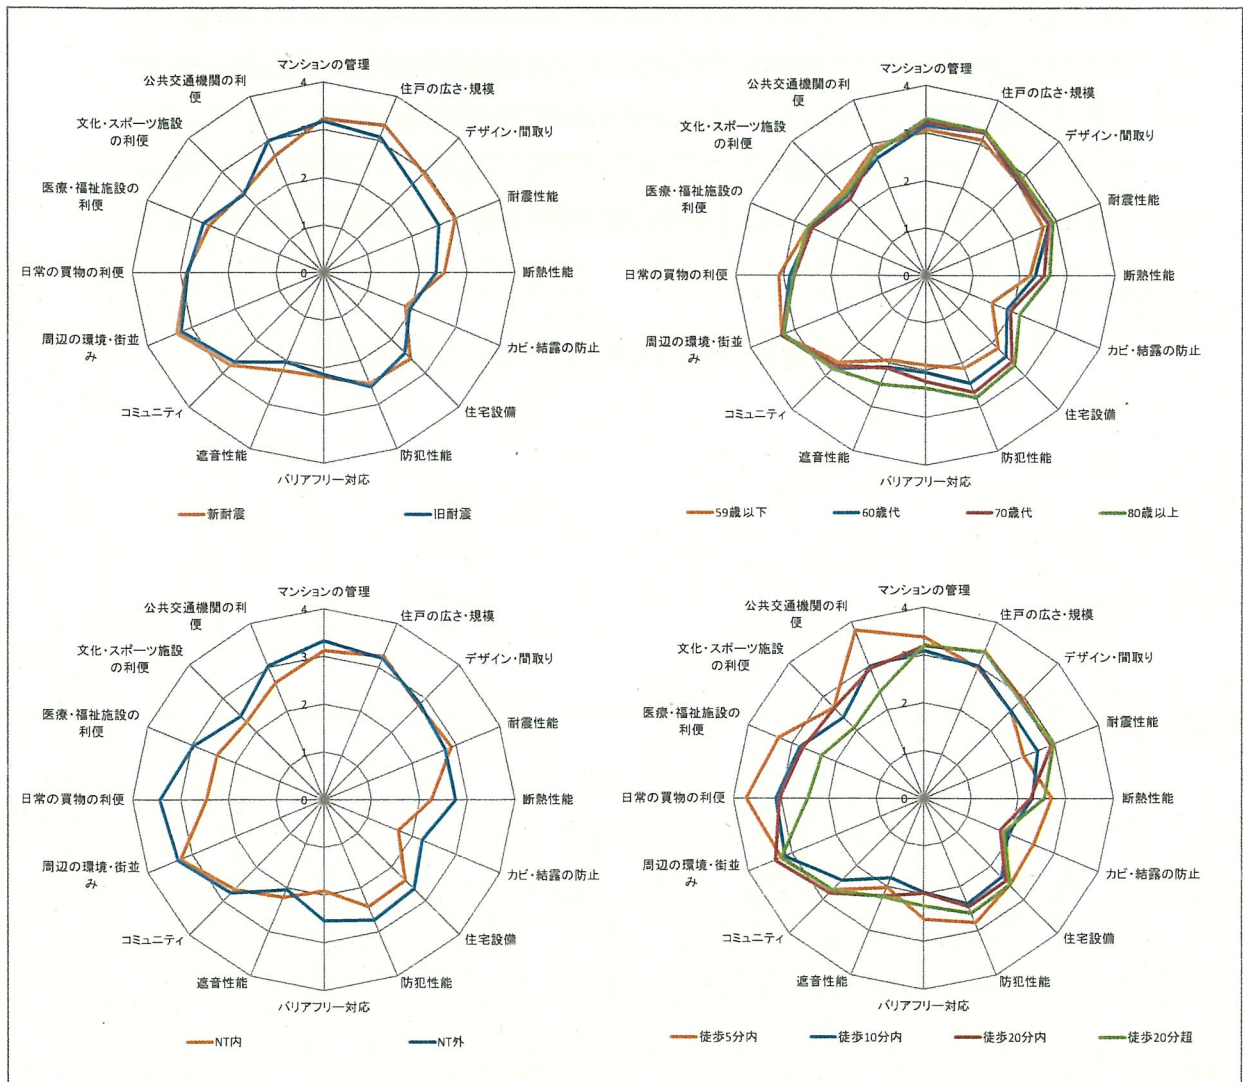 マンションの管理
住戸の広さ・規模
デザイン・間取り
耐震性能
断熱性能
カビ・結露の防止
住宅設備
防犯性能
バリアフリー対応
遮音性能
コミュニティ
周辺の環境・街並
み
日常の買物の利便
医療・福祉施設の
利便
文化・スポーツ施設
の利便
公共交通機関の利
便
4
3
2
1
0
新耐震
旧耐震
マンションの管理
住戸の広さ・規模
デザイン・間取り
耐震性能
断熱性能
カビ・結露の防止
住宅設備
防犯性能
バリアフリー対応
遮音性能
コミュニティ
周辺の環境・街並
み
日常の買物の利便
医療・福祉施設の
利便
文化・スポーツ施設
の利便
公共交通機関の利
便
4
3
2
1
0
59歳以下
60歳代
70歳代
80歳以上
マンションの管理
住戸の広さ・規模
デザイン・間取り
耐震性能
断熱性能
カビ・結露の防止
住宅設備
防犯性能
バリアフリー対応
遮音性能
コミュニティ
周辺の環境・街並
み
日常の買物の利便
医療・福祉施設の
利便
文化・スポーツ施設
の利便
公共交通機関の利
便
4
3
2
1
0
NT内
NT外
マンションの管理
住戸の広さ・規模
デザイン・間取り
耐震性能
断熱性能
カビ・結露の防止
住宅設備
防犯性能
バリアフリー対応
遮音性能
コミュニティ
周辺の環境・街並
み
日常の買物の利便
医療・福祉施設の
利便
文化・スポーツ施設
の利便
公共交通機関の利
便
4
3
2
1
0
徒歩5分内
徒歩10分内
徒歩20分内
徒歩20分超